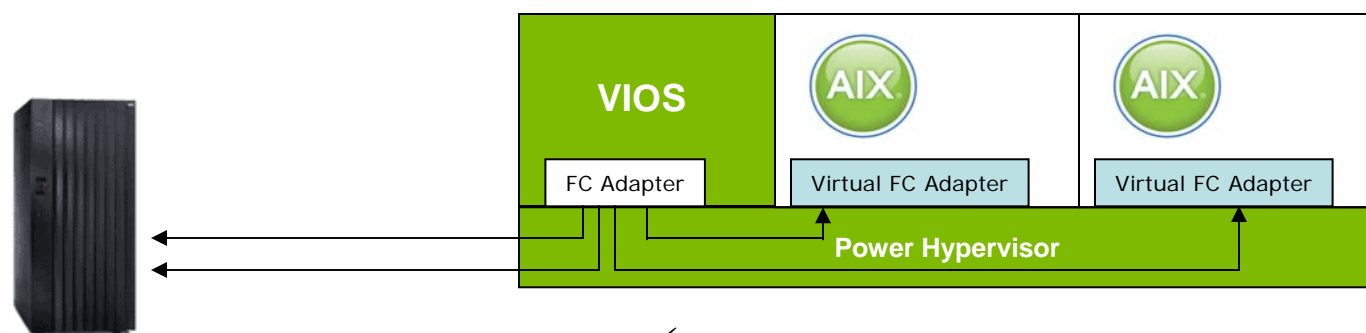 VIOS
AIX
AIX
FC Adapter
Virtual FC Adapter
Virtual FC Adapter
Power Hypervisor